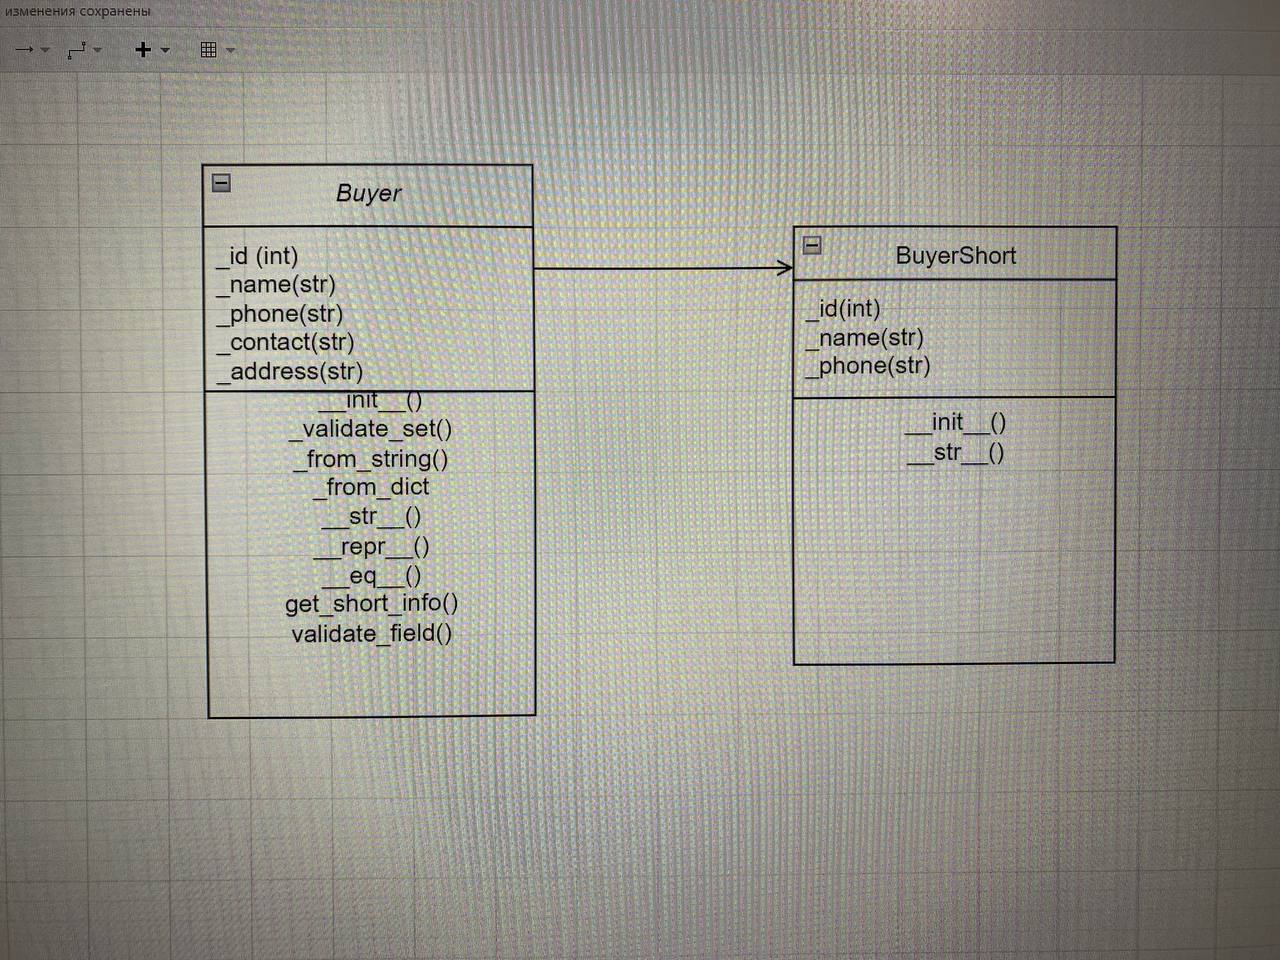 изменения сохранены
Buyer
_id (int)
_name(str)
_phone(str)
_contact(str)
_address(str)
__init__()
_validate_set()
_from_string()
_from_dict
__str__()
__repr__()
__eq__()
get_short_info()
validate_field()
BuyerShort
_id(int)
_name(str)
_phone(str)
__init__()
__str__()